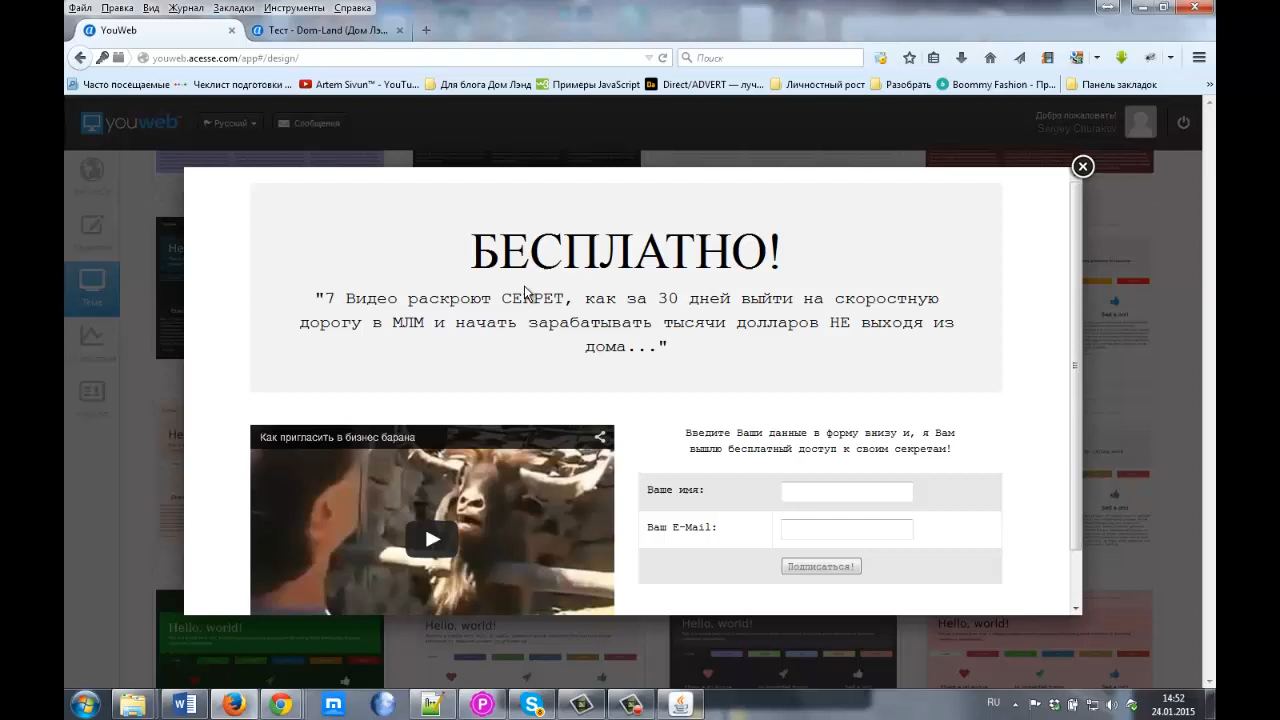 Файл Правка Вид Журнал Закладки Инструменты Справка
YouWeb
Тест - Dom-Land (Дом Лэ...
youweb.acesse.com/app#/design/
Поиск
Часто посещаемые
Чеклист подготовки ...
Artem Sivun™ - YouTu...
Для блога Дом Лэнд
Примеры JavaScript
Direct/ADVERT — луч...
Личностный рост
Разобрать
Boommy Fashion - Пр...
Панель закладок
youweb
Русский
Сообщения
Добро пожаловать!
Тема
БЕСПЛАТНО!
"7 Видео раскроют СЕКРЕТ, как за 30 дней выйти на скоростную
дорогу в МЛМ и начать зарабатывать тысячи долларов НЕ выходя из
дома..."
Как пригласить в бизнес барана
Введите Ваши данные в форму внизу и, я Вам
вышлю бесплатный доступ к своим секретам!
Ваше имя:
Ваш E-Mail:
Подписаться!
Hello, world!
Hello, world!
Hello, world!
Hello, world!
RU
14:52
24.01.2015